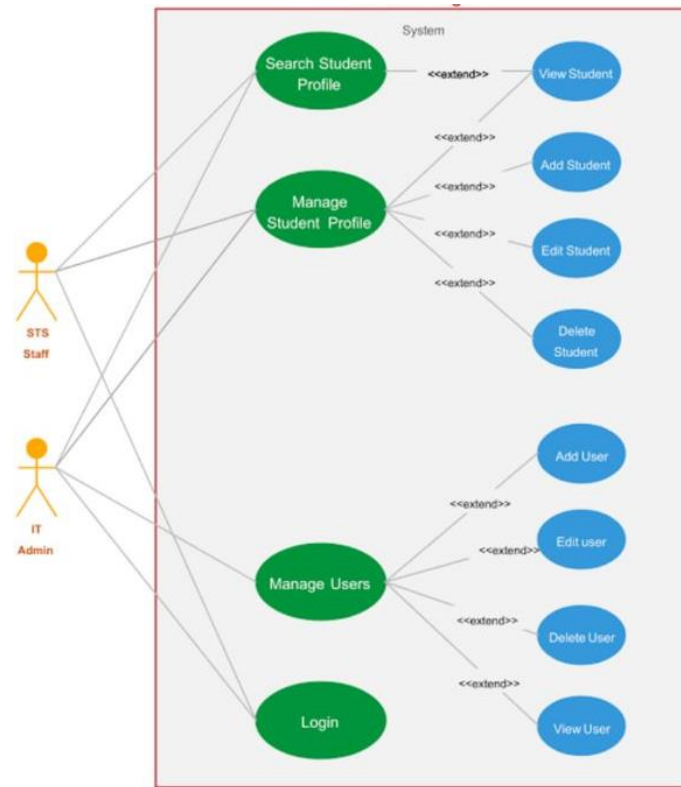 System
Search Student
Profile
<<extend>>
View Student
<<extend>>
Add Student
<<extend>>
Manage
Student Profile
<<extend>>
Edit Student
<<extend>>
Delete
Student
STS
Staff
IT
Admin
Add User
<<extend>>
Edit user
<<extend>>
Manage Users
<<extend>>
Delete User
<<extend>>
View User
Login